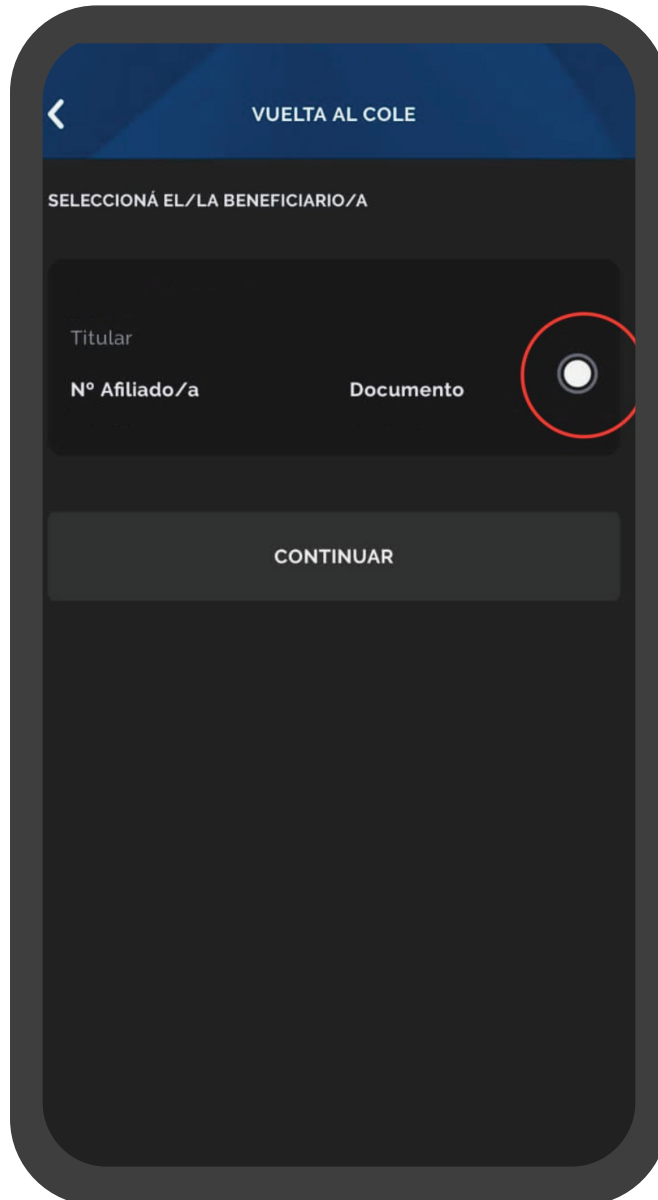 VUELTA AL COLE
SELECCIONÁ EL/LA BENEFICIARIO/A
Titular
Nº Afiliado/a Documento
CONTINUAR